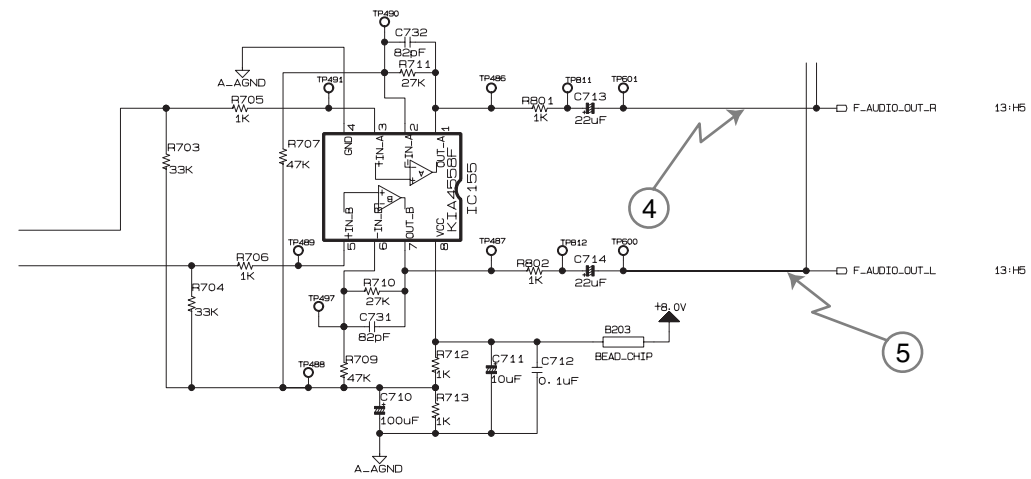 TP490
C732
82pF
R711
27K
A_AGND
TP491
TP486
TP811
TP601
R705
1K
R801
1K
C713
22uF
F_AUDIO_OUT_R
13:H5
R703
33K
R707
47K
GND
4
+IN_A
3
-IN_A
2
OUT_A
1
A
B
+IN_B
5
-IN_B
6
OUT_B
7
VCC
8
KIA4558F
IC155
4
TP489
TP487
TP812
TP600
R706
1K
R802
1K
C714
22uF
F_AUDIO_OUT_L
13:H5
R704
33K
R710
27K
TP497
C731
82pF
+8.0V
B203
BEAD_CHIP
5
R709
47K
TP488
R712
1K
C711
10uF
C712
0.1uF
C710
100uF
R713
1K
A_AGND